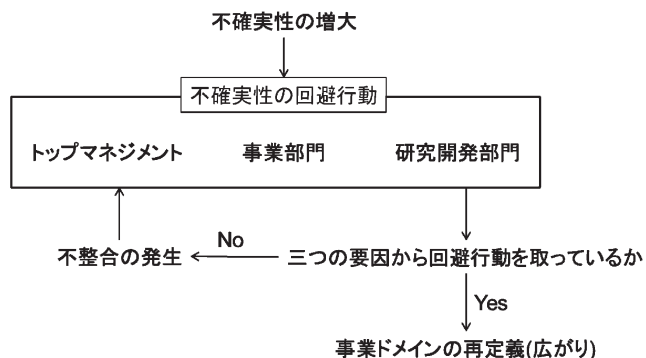 不確実性の増大
不確実性の回避行動
トップマネジメント 事業部門 研究開発部門
No
不整合の発生 三つの要因から回避行動を取っているか
Yes
事業ドメインの再定義(広がり)